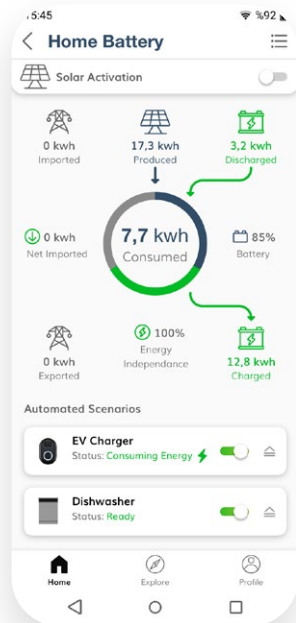 5:45
%92
Home Battery
Solar Activation
0 kwh
Imported
17,3 kwh
Produced
3,2 kwh
Discharged
0 kwh
Net Imported
7,7 kwh
Consumed
85%
Battery
0 kwh
Exported
100%
Energy
Independence
12,8 kwh
Charged
Automated Scenarios
EV Charger
Status: Consuming Energy
Dishwasher
Status: Ready
Home
Explore
Profile